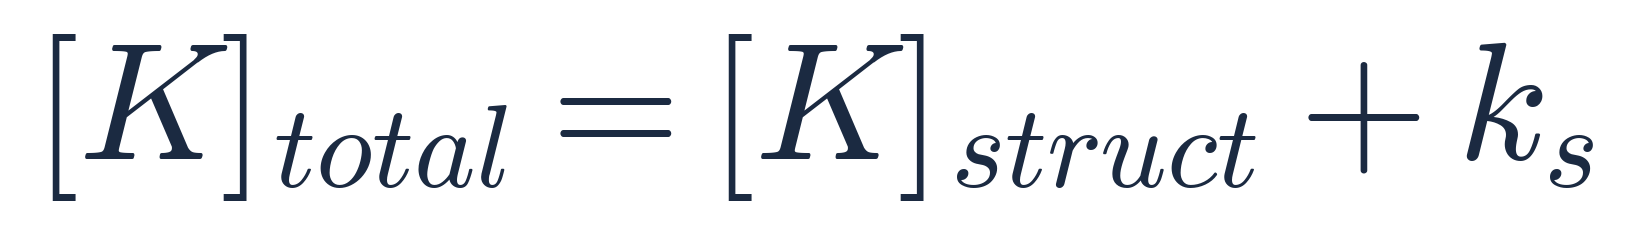 [K]_{total} = [K]_{struct} + k_s